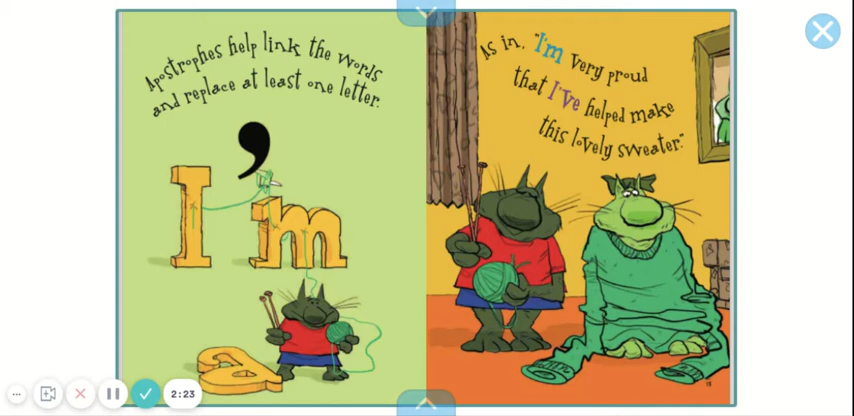 Apostrophes help link the words
and replace at least one letter.
I'm
a
As in, "I'm very proud
that I've helped make
this lovely sweater."
2:23